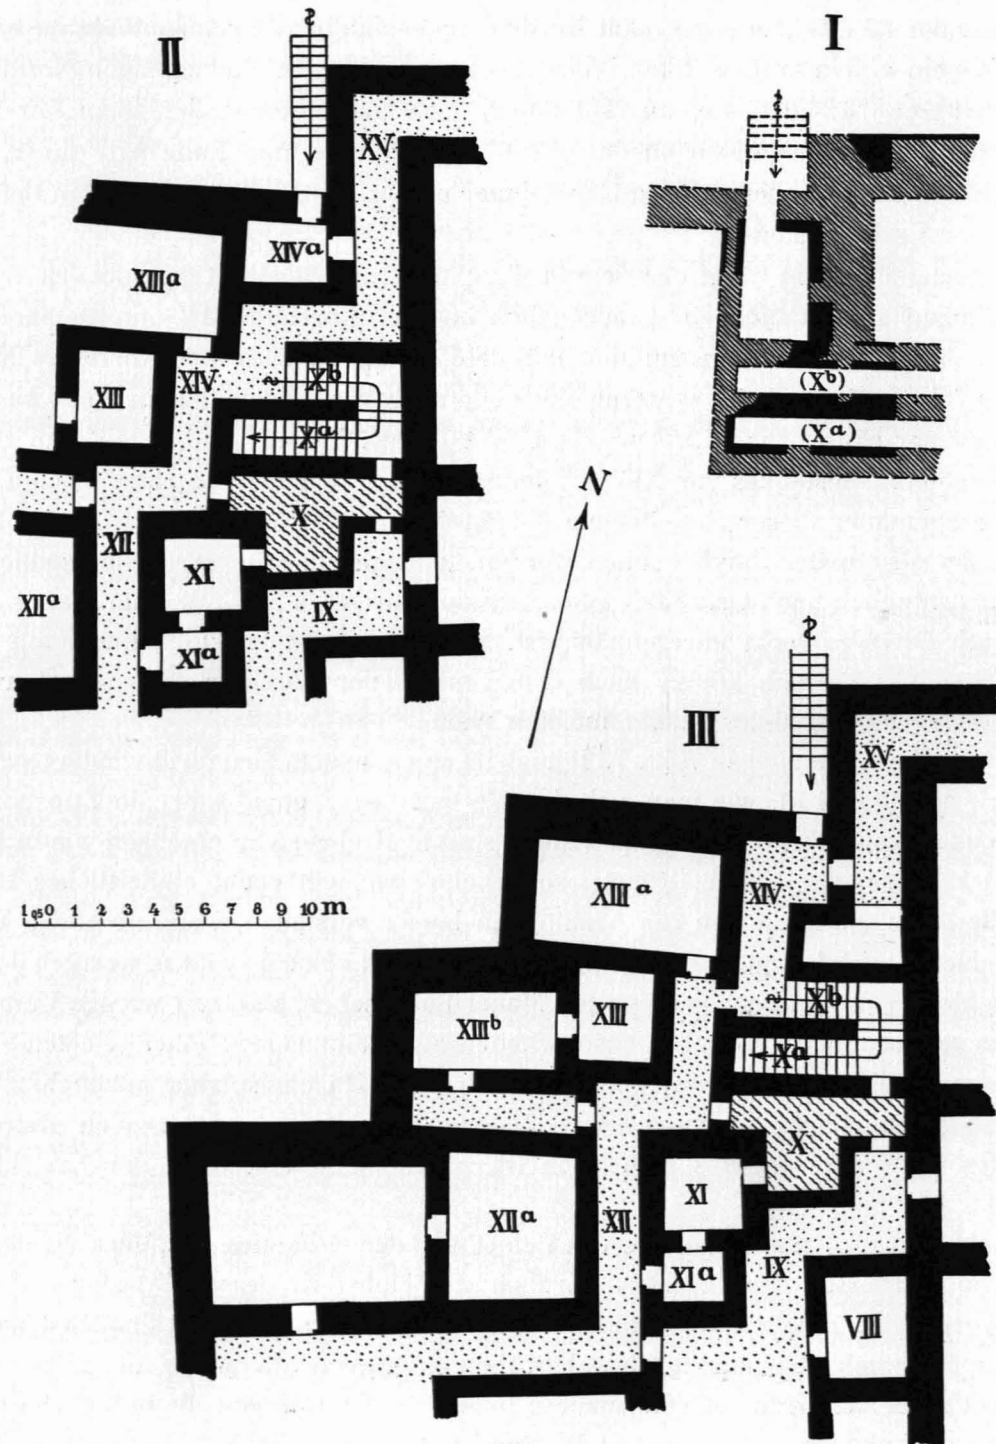 II
I
XV
XIVᵃ
XIIIᵃ
XIII
XIV
Xᵇ
Xᵃ
(Xᵇ)
(Xᵃ)
N
X
XII
XI
XIIᵃ
IX
XIᵃ
III
XV
XIIIᵃ
XIV
1 0,5 0 1 2 3 4 5 6 7 8 9 10 m
XIIIᵇ
XIII
Xᵇ
Xᵃ
X
XI
XIIᵃ
XII
XIᵃ
IX
VIII